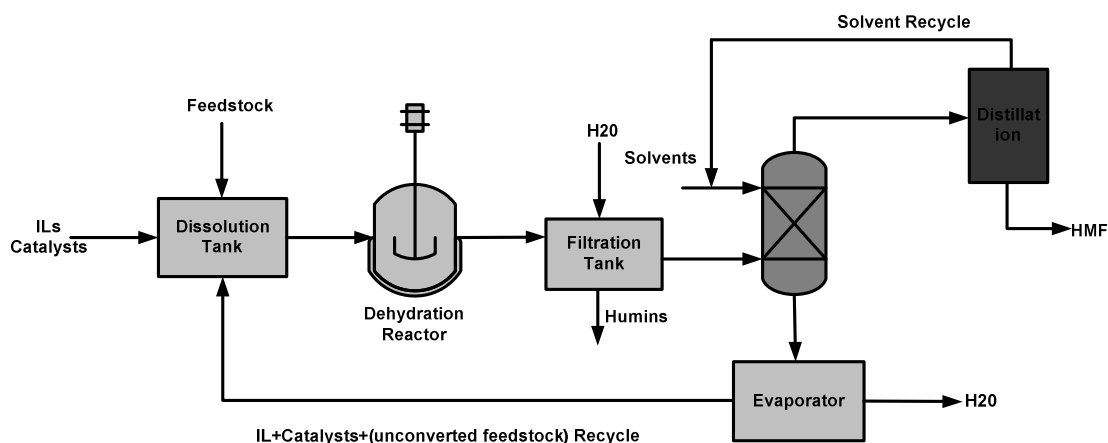 Solvent Recycle
Feedstock
H20
Solvents
Distillat
ion
ILs
Catalysts
Dissolution
Tank
Filtration
Tank
HMF
Dehydration
Reactor
Humins
Evaporator
H20
IL+Catalysts+(unconverted feedstock) Recycle